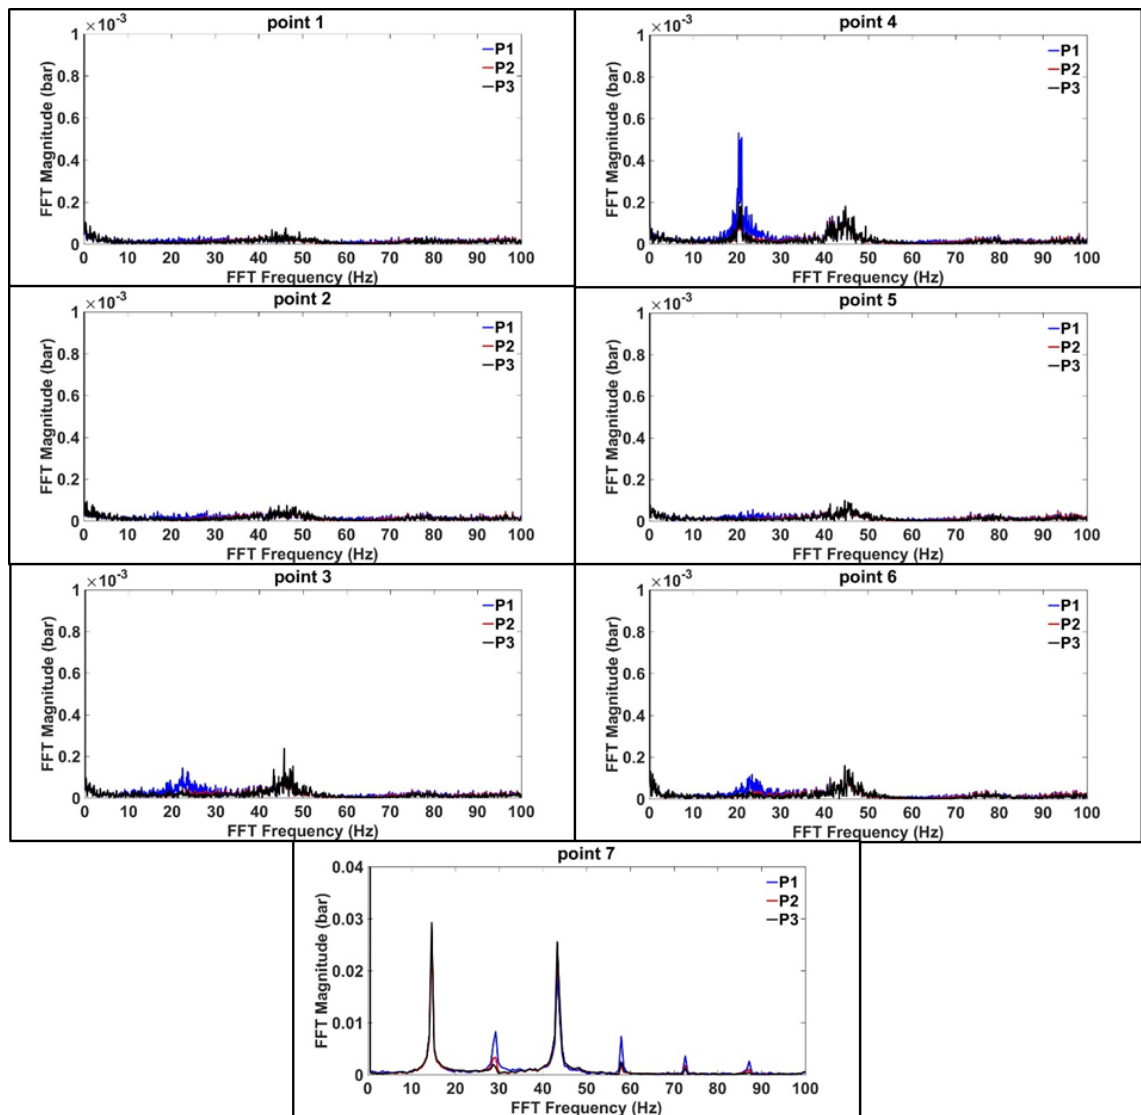 point 1
×10⁻³
FFT Magnitude (bar)
1
0.8
0.6
0.4
0.2
0
0 10 20 30 40 50 60 70 80 90 100
FFT Frequency (Hz)
P1
P2
P3
point 4
×10⁻³
FFT Magnitude (bar)
1
0.8
0.6
0.4
0.2
0
0 10 20 30 40 50 60 70 80 90 100
FFT Frequency (Hz)
P1
P2
P3
point 2
×10⁻³
FFT Magnitude (bar)
1
0.8
0.6
0.4
0.2
0
0 10 20 30 40 50 60 70 80 90 100
FFT Frequency (Hz)
P1
P2
P3
point 5
×10⁻³
FFT Magnitude (bar)
1
0.8
0.6
0.4
0.2
0
0 10 20 30 40 50 60 70 80 90 100
FFT Frequency (Hz)
P1
P2
P3
point 3
×10⁻³
FFT Magnitude (bar)
1
0.8
0.6
0.4
0.2
0
0 10 20 30 40 50 60 70 80 90 100
FFT Frequency (Hz)
P1
P2
P3
point 6
×10⁻³
FFT Magnitude (bar)
1
0.8
0.6
0.4
0.2
0
0 10 20 30 40 50 60 70 80 90 100
FFT Frequency (Hz)
P1
P2
P3
point 7
FFT Magnitude (bar)
0.04
0.03
0.02
0.01
0
0 10 20 30 40 50 60 70 80 90 100
FFT Frequency (Hz)
P1
P2
P3